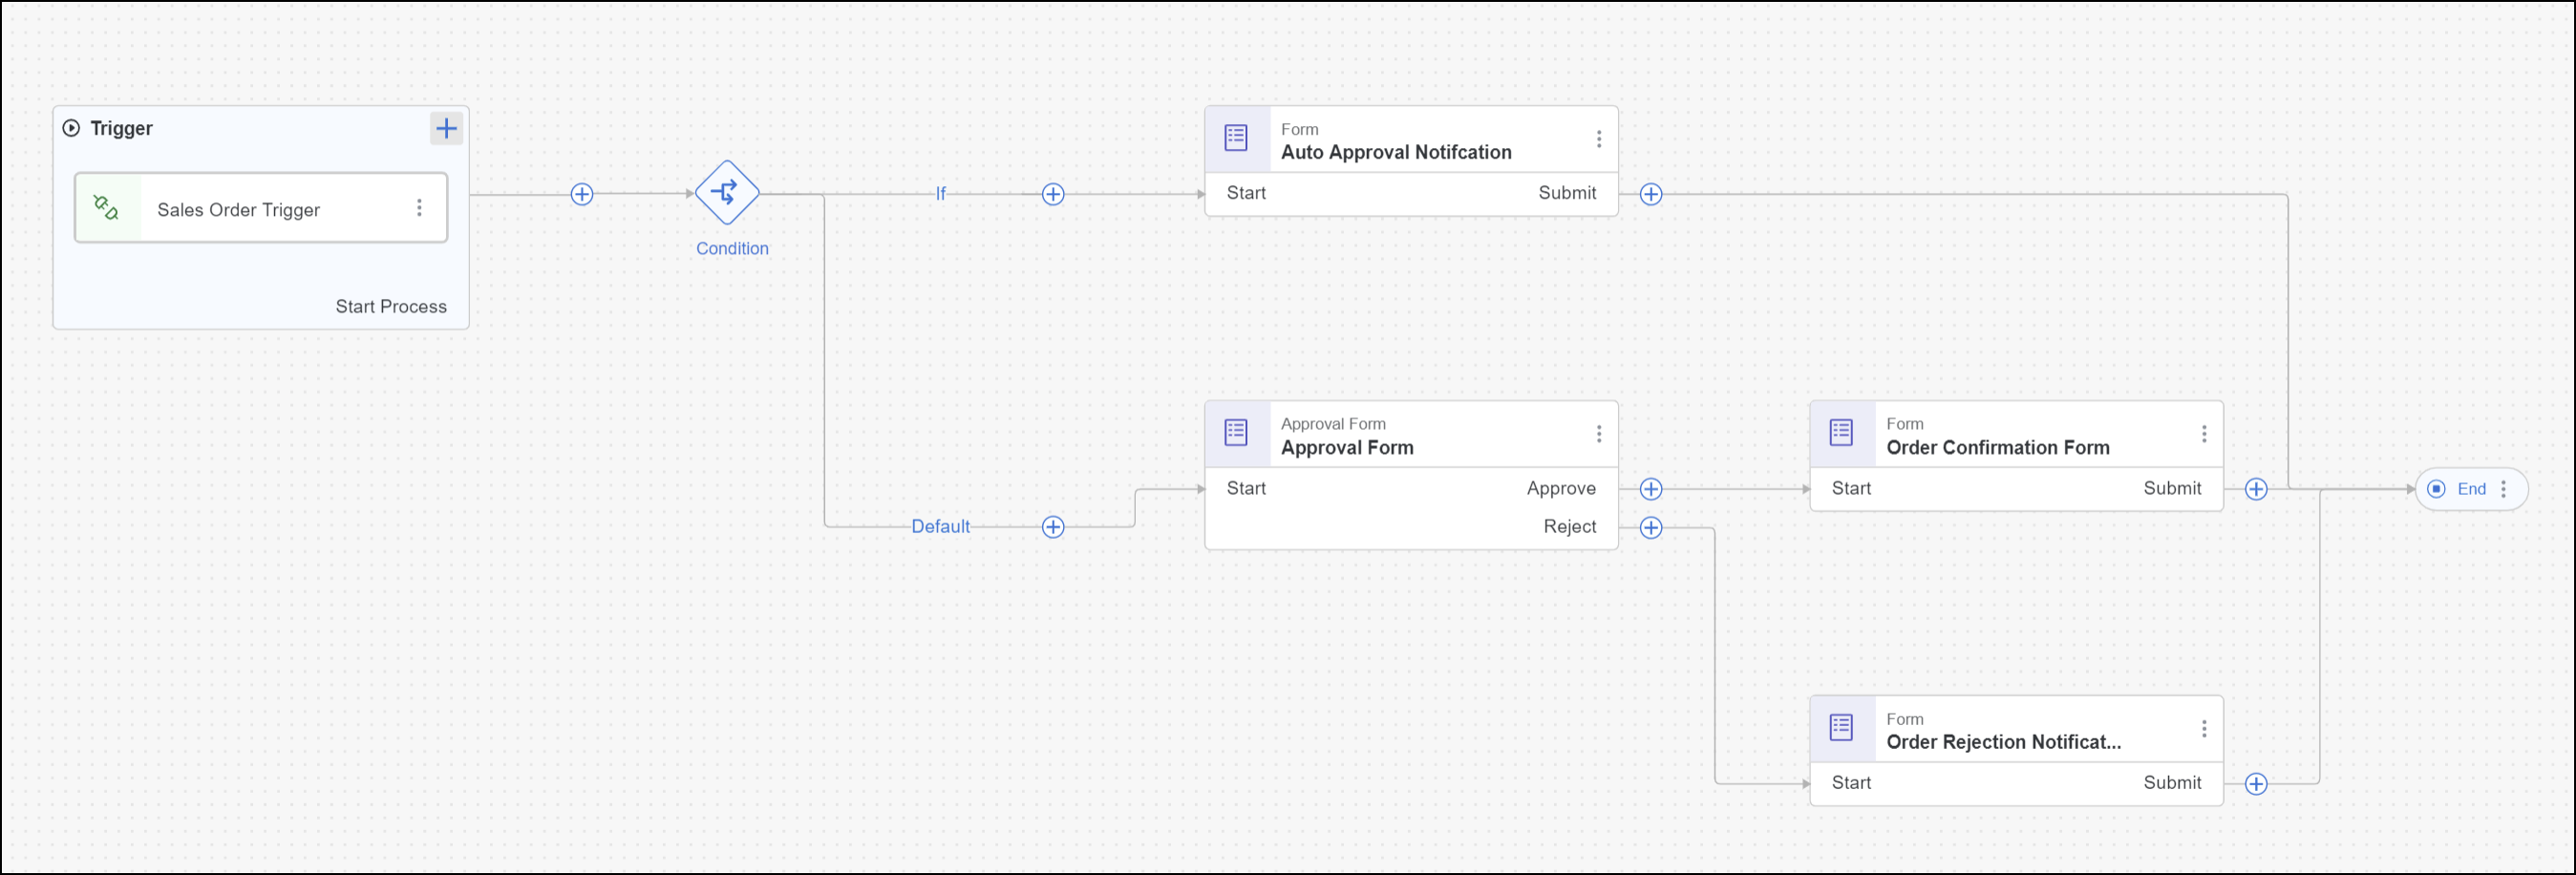 Trigger
Sales Order Trigger
Start Process
Condition
If
Form
Auto Approval Notifcation
Start
Submit
Default
Approval Form
Approval Form
Start
Approve
Reject
Form
Order Confirmation Form
Start
Submit
Form
Order Rejection Notificat...
Start
Submit
End